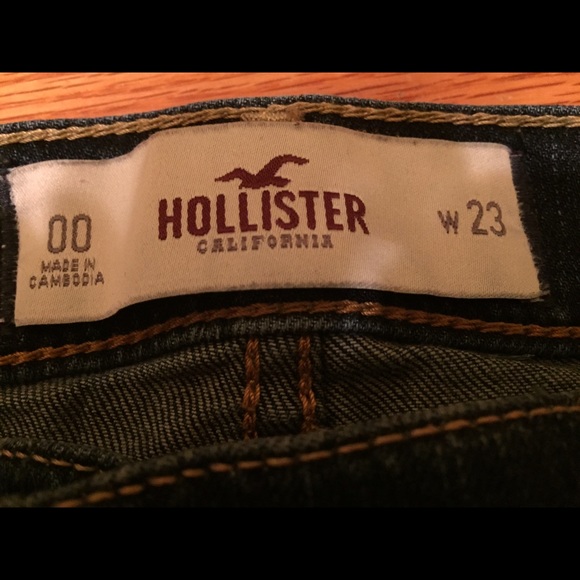 00
MADE IN
CAMBODIA
HOLLISTER
CALIFORNIA
W 23